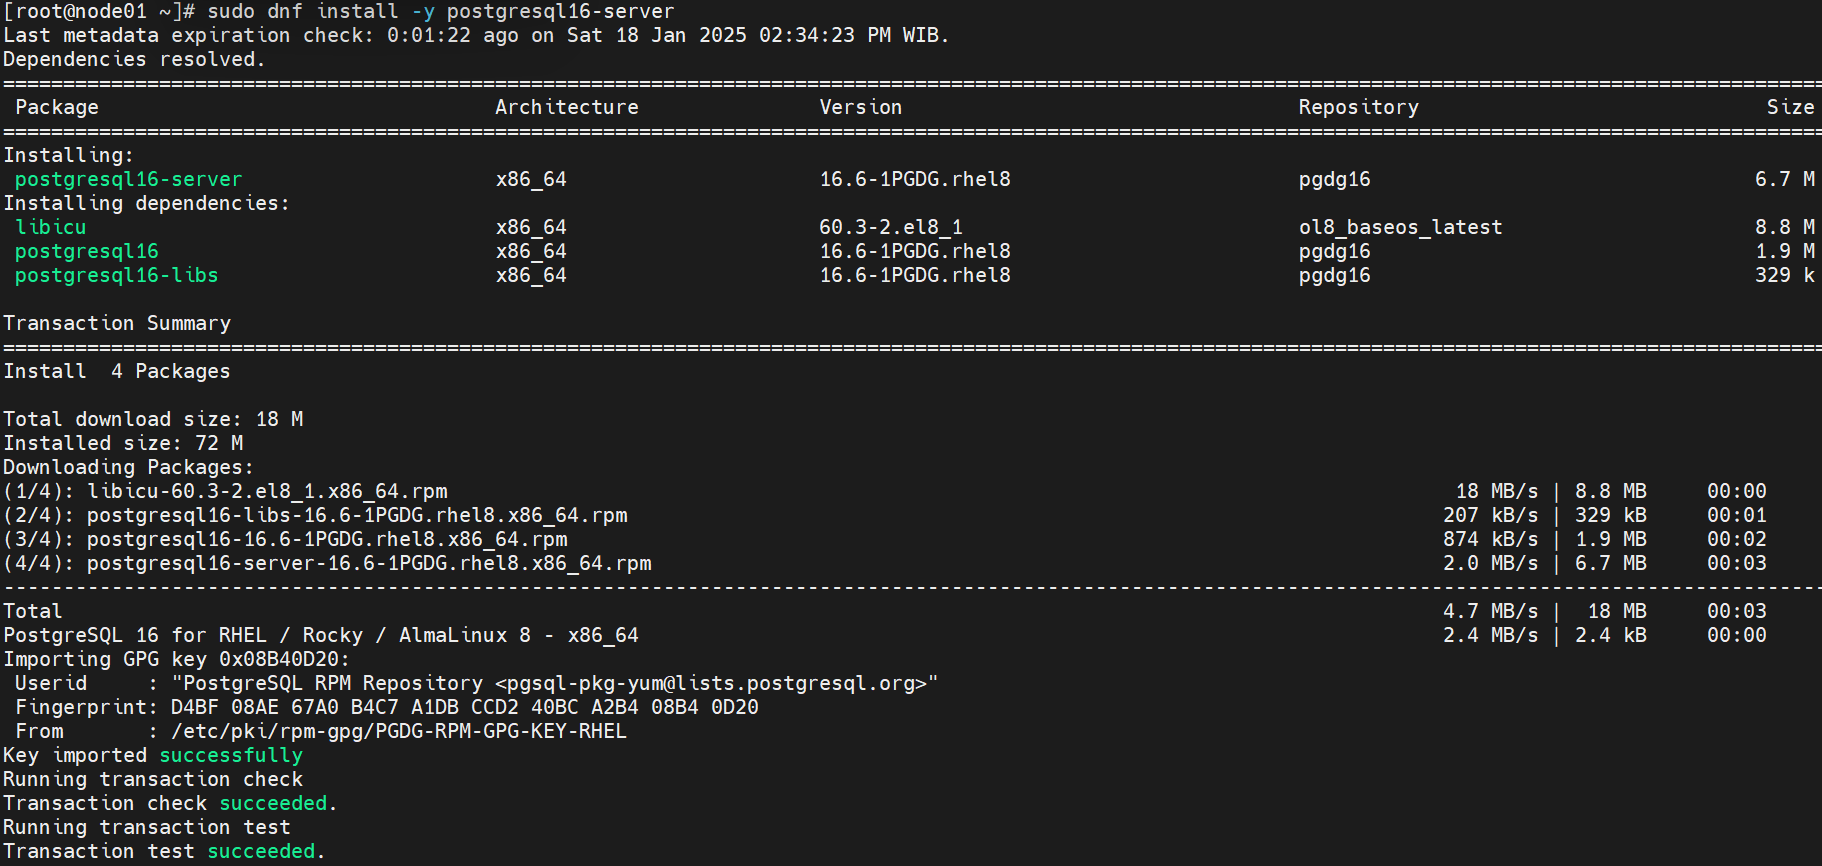 [root@node01 ~]# sudo dnf install -y postgresql16-server
Last metadata expiration check: 0:01:22 ago on Sat 18 Jan 2025 02:34:23 PM WIB.
Dependencies resolved.
================================================================================
Package Architecture Version Repository Size
================================================================================
Installing:
postgresql16-server x86_64 16.6-1PGDG.rhel8 pgdg16 6.7 M
Installing dependencies:
libicu x86_64 60.3-2.el8_1 ol8_baseos_latest 8.8 M
postgresql16 x86_64 16.6-1PGDG.rhel8 pgdg16 1.9 M
postgresql16-libs x86_64 16.6-1PGDG.rhel8 pgdg16 329 k
Transaction Summary
================================================================================
Install  4 Packages
Total download size: 18 M
Installed size: 72 M
Downloading Packages:
(1/4): libicu-60.3-2.el8_1.x86_64.rpm 18 MB/s | 8.8 MB 00:00
(2/4): postgresql16-libs-16.6-1PGDG.rhel8.x86_64.rpm 207 kB/s | 329 kB 00:01
(3/4): postgresql16-16.6-1PGDG.rhel8.x86_64.rpm 874 kB/s | 1.9 MB 00:02
(4/4): postgresql16-server-16.6-1PGDG.rhel8.x86_64.rpm 2.0 MB/s | 6.7 MB 00:03
--------------------------------------------------------------------------------
Total 4.7 MB/s | 18 MB 00:03
PostgreSQL 16 for RHEL / Rocky / AlmaLinux 8 - x86_64 2.4 MB/s | 2.4 kB 00:00
Importing GPG key 0x08B40D20:
Userid     : "PostgreSQL RPM Repository <pgsql-pkg-yum@lists.postgresql.org>"
Fingerprint: D4BF 08AE 67A0 B4C7 A1DB CCD2 40BC A2B4 08B4 0D20
From       : /etc/pki/rpm-gpg/PGDG-RPM-GPG-KEY-RHEL
Key imported successfully
Running transaction check
Transaction check succeeded.
Running transaction test
Transaction test succeeded.